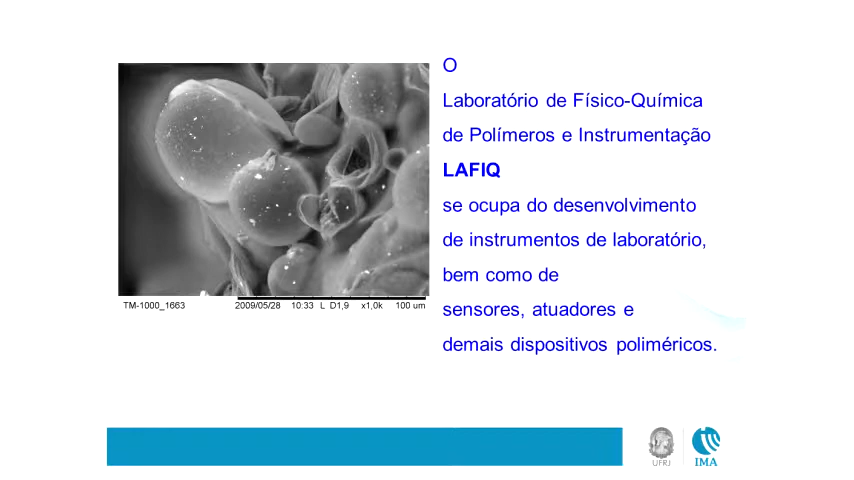 O
Laboratório de Físico-Química
de Polímeros e Instrumentação
LAFIQ
se ocupa do desenvolvimento
de instrumentos de laboratório,
bem como de
sensores, atuadores e
demais dispositivos poliméricos.
TM-1000_1663 2009/05/28 10:33 L D1,9 x1,0k 100 um
UFRJ
IMA